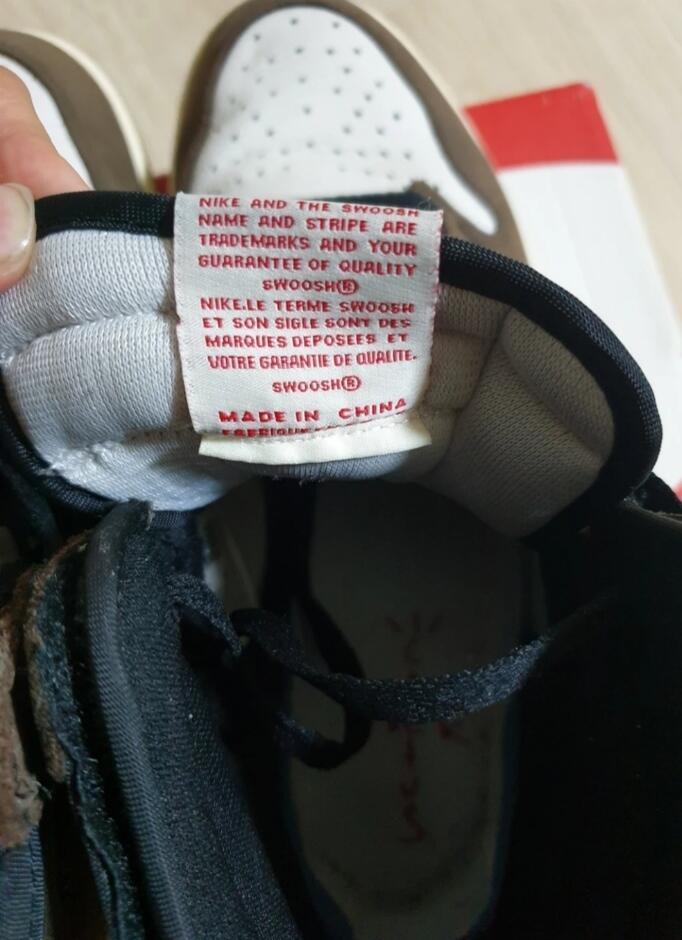 NIKE AND THE SWOOSH
NAME AND STRIPE ARE
TRADEMARKS AND YOUR
GUARANTEE OF QUALITY
SWOOSH®
NIKE.LE TERME SWOOSH
ET SON SIGLE SONT DES
MARQUES DEPOSEES ET
VOTRE GARANTIE DE QUALITE.
SWOOSH®
MADE IN CHINA